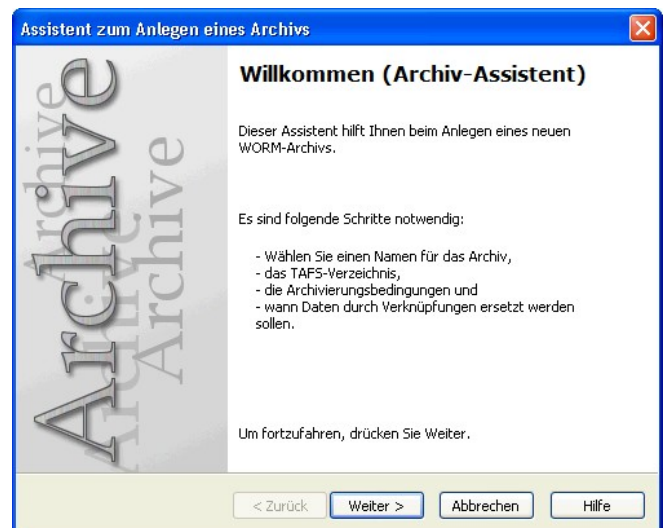 Assistent zum Anlegen eines Archivs
Archive
Archive
Archive
Willkommen (Archiv-Assistent)
Dieser Assistent hilft Ihnen beim Anlegen eines neuen
WORM-Archivs.
Es sind folgende Schritte notwendig:
- Wählen Sie einen Namen für das Archiv,
- das TAFS-Verzeichnis,
- die Archivierungsbedingungen und
- wann Daten durch Verknüpfungen ersetzt werden
sollen.
Um fortzufahren, drücken Sie Weiter.
< Zurück Weiter > Abbrechen Hilfe